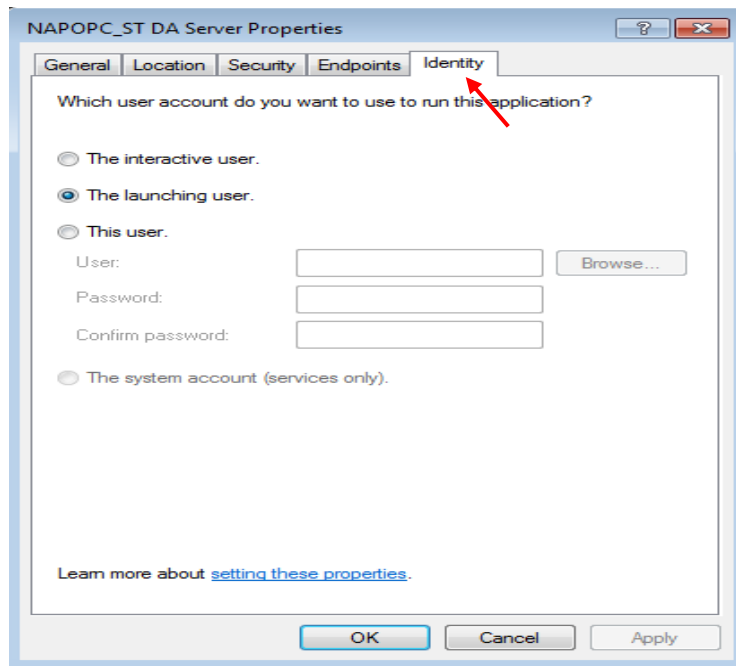 NAPOPC_ST DA Server Properties
General Location Security Endpoints Identity
Which user account do you want to use to run this application?
The interactive user.
The launching user.
This user.
User:
Browse...
Password:
Confirm password:
The system account (services only).
Learn more about setting these properties.
OK Cancel Apply